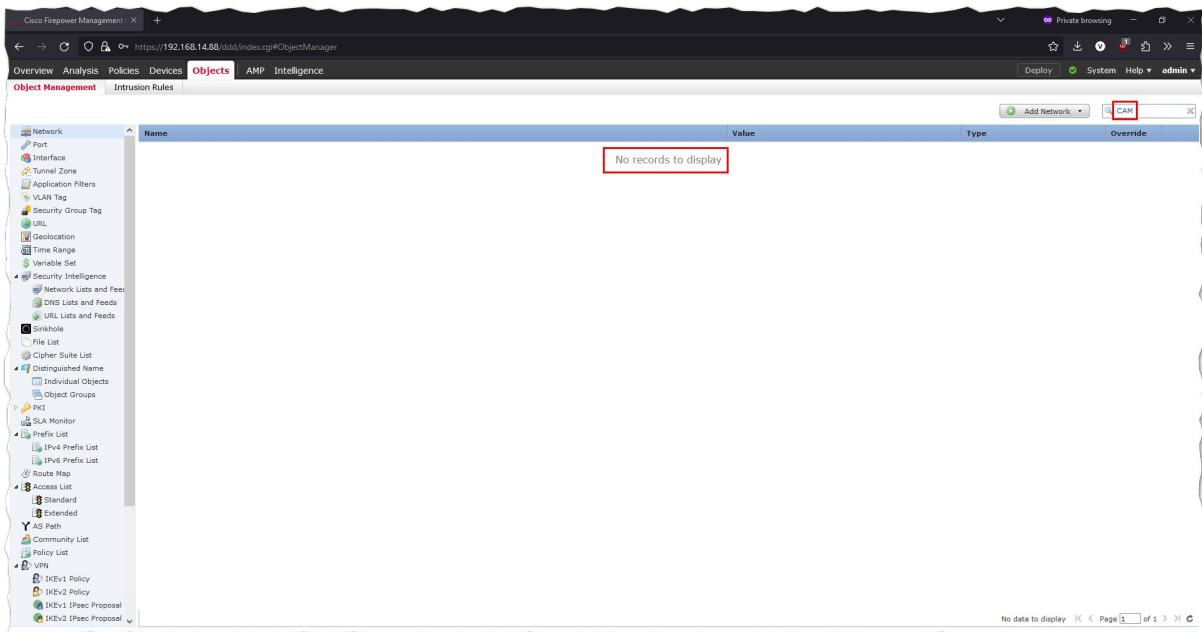 Cisco Firepower Management C
Private browsing
https://192.168.14.88/ddd/index.cgi#ObjectManager
Overview Analysis Policies Devices Objects AMP Intelligence Deploy System Help admin
Object Management Intrusion Rules
Add Network CAM
Name Value Type Override
No records to display
Network
Port
Interface
Tunnel Zone
Application Filters
VLAN Tag
Security Group Tag
URL
Geolocation
Time Range
Variable Set
Security Intelligence
Network Lists and Feed
DNS Lists and Feeds
URL Lists and Feeds
Sinkhole
File List
Cipher Suite List
Distinguished Name
Individual Objects
Object Groups
PKI
SLA Monitor
Prefix List
IPv4 Prefix List
IPv6 Prefix List
Route Map
Access List
Standard
Extended
AS Path
Community List
Policy List
VPN
IKEv1 Policy
IKEv2 Policy
IKEv1 IPsec Proposal
IKEv2 IPsec Proposal
No data to display Page 1 of 1